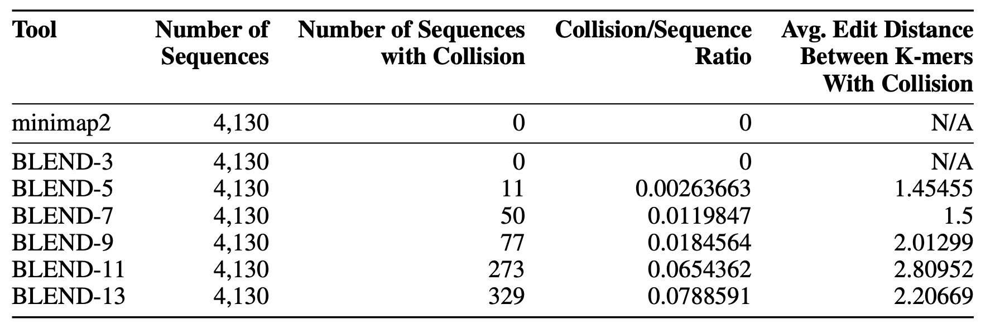 Tool Number of Sequences Number of Sequences with Collision Collision/Sequence Ratio Avg. Edit Distance Between K-mers With Collision
minimap2 4,130 0 0 N/A
BLEND-3 4,130 0 0 N/A
BLEND-5 4,130 11 0.00263663 1.45455
BLEND-7 4,130 50 0.0119847 1.5
BLEND-9 4,130 77 0.0184564 2.01299
BLEND-11 4,130 273 0.0654362 2.80952
BLEND-13 4,130 329 0.0788591 2.20669